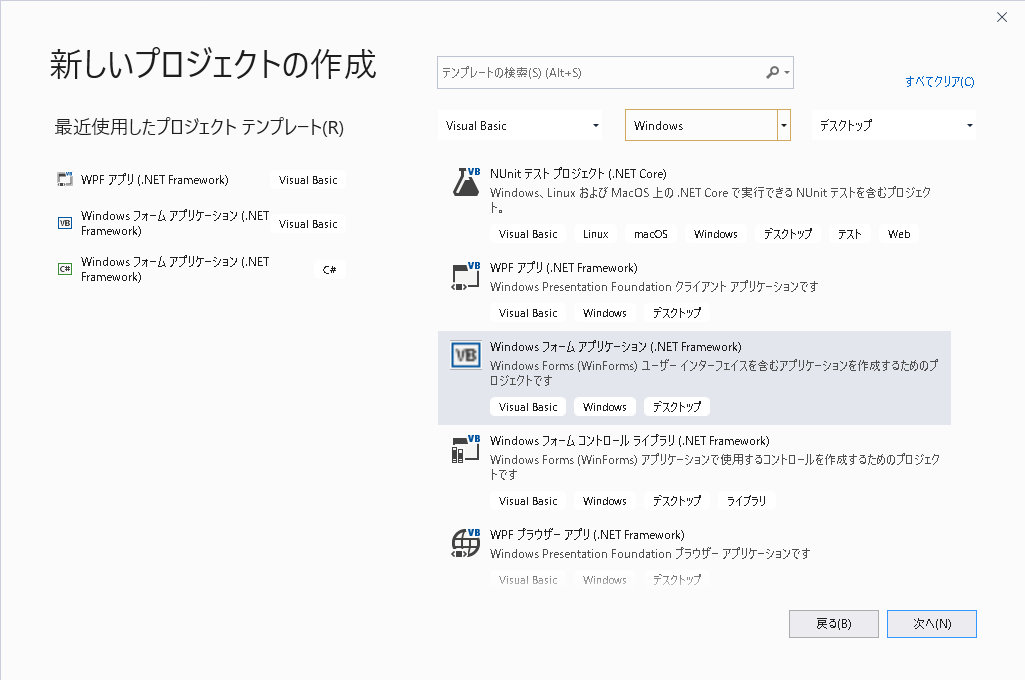 新しいプロジェクトの作成
最近使用したプロジェクト テンプレート(R)
WPF アプリ (.NET Framework)
Visual Basic
VB
Windows フォーム アプリケーション (.NET
Framework)
Visual Basic
C#
Windows フォーム アプリケーション (.NET
Framework)
C#
テンプレートの検索(S) (Alt+S)
すべてクリア(C)
Visual Basic
Windows
デスクトップ
VB
NUnit テスト プロジェクト (.NET Core)
Windows、Linux および MacOS 上の .NET Core で実行できる NUnit テストを含むプロジェク
ト。
Visual Basic Linux macOS Windows デスクトップ テスト Web
VB
WPF アプリ (.NET Framework)
Windows Presentation Foundation クライアント アプリケーションです
Visual Basic Windows デスクトップ
VB
Windows フォーム アプリケーション (.NET Framework)
Windows Forms (WinForms) ユーザー インターフェイスを含むアプリケーションを作成するためのプ
ロジェクトです
Visual Basic Windows デスクトップ
VB
Windows フォーム コントロール ライブラリ (.NET Framework)
Windows Forms (WinForms) アプリケーションで使用するコントロールを作成するためのプロジェク
トです
Visual Basic Windows デスクトップ ライブラリ
VB
WPF ブラウザー アプリ (.NET Framework)
Windows Presentation Foundation ブラウザー アプリケーションです
Visual Basic Windows デスクトップ
戻る(B)
次へ(N)